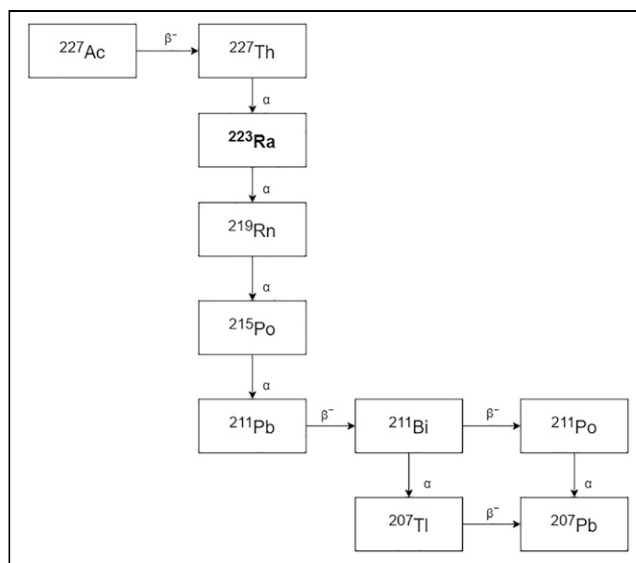 ²²⁷Ac β⁻ ²²⁷Th
α
²²³Ra
α
²¹⁹Rn
α
²¹⁵Po
α
²¹¹Pb β⁻ ²¹¹Bi β⁻ ²¹¹Po
α α
²⁰⁷Tl β⁻ ²⁰⁷Pb